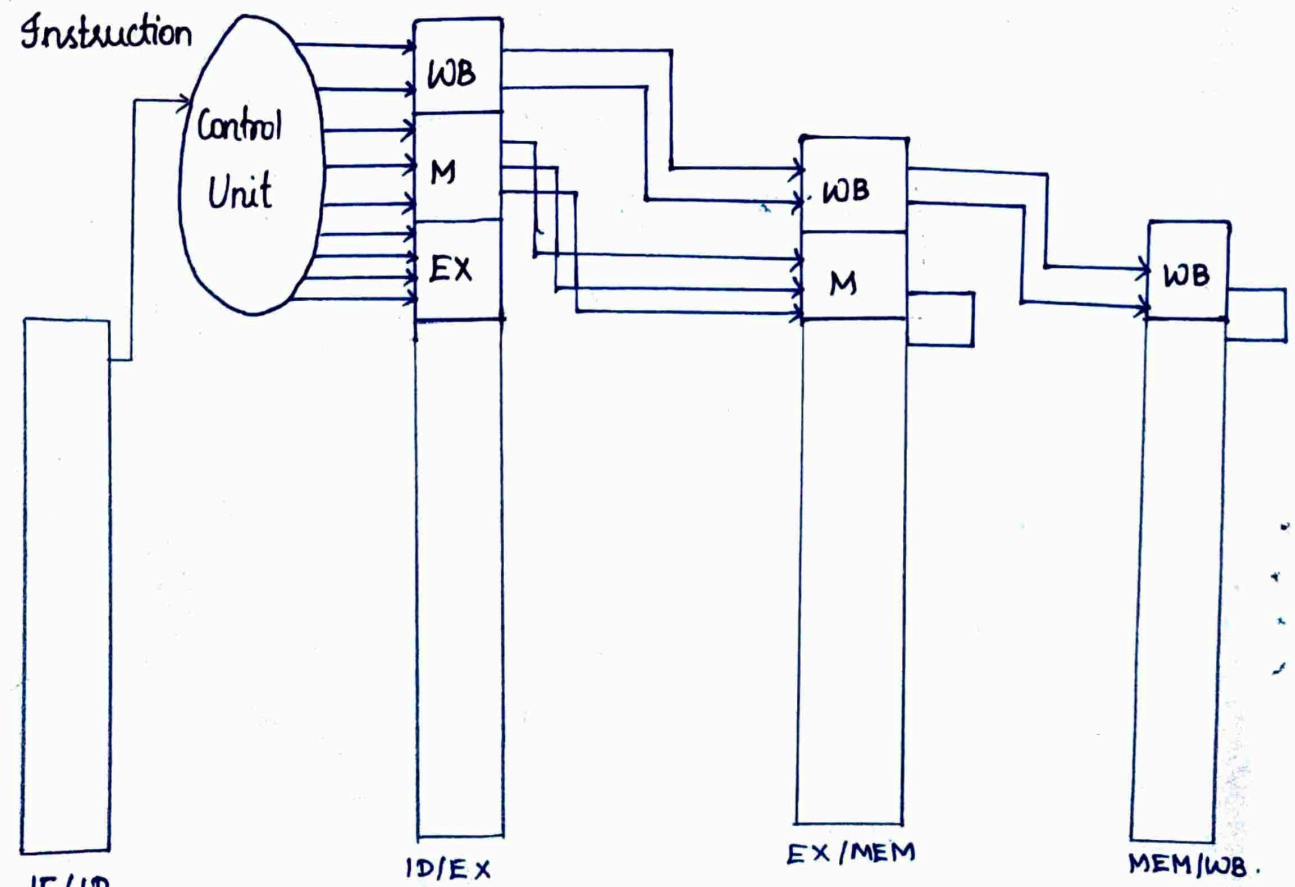 Instruction
Control
Unit
WB
M
EX
WB
M
WB
IF/ID
ID/EX
EX/MEM
MEM/WB.